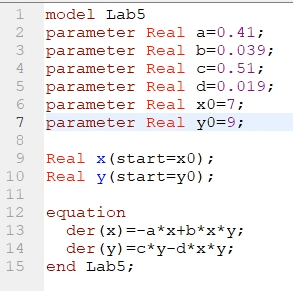 1 model Lab5
2 parameter Real a=0.41;
3 parameter Real b=0.039;
4 parameter Real c=0.51;
5 parameter Real d=0.019;
6 parameter Real x0=7;
7 parameter Real y0=9;
8
9 Real x(start=x0);
10 Real y(start=y0);
11
12 equation
13 der(x)=-a*x+b*x*y;
14 der(y)=c*y-d*x*y;
15 end Lab5;